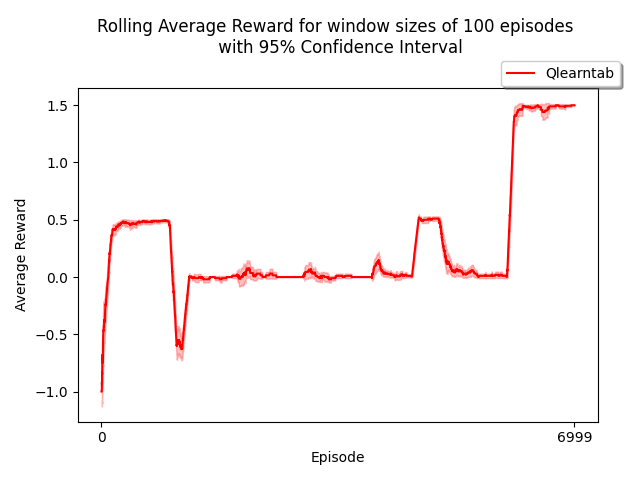 Rolling Average Reward for window sizes of 100 episodes
with 95% Confidence Interval
Qlearntab
1.5
1.0
0.5
0.0
−0.5
−1.0
Average Reward
0
6999
Episode